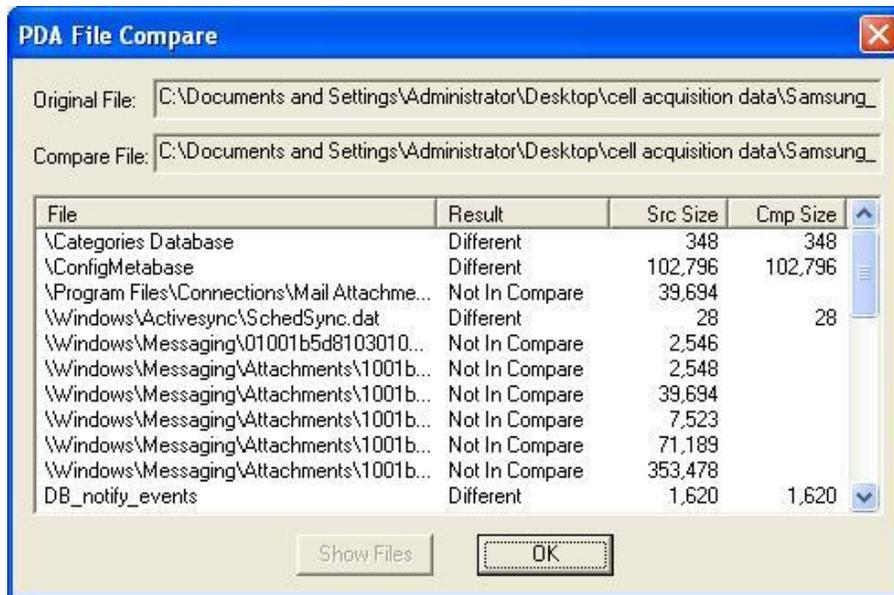 PDA File Compare
Original File: C:\Documents and Settings\Administrator\Desktop\cell acquisition data\Samsung_
Compare File: C:\Documents and Settings\Administrator\Desktop\cell acquisition data\Samsung_
File Result Src Size Cmp Size
\Categories Database Different 348 348
\ConfigMetabase Different 102,796 102,796
\Program Files\Connections\Mail Attachme... Not In Compare 39,694
\Windows\Activesync\SchedSync.dat Different 28 28
\Windows\Messaging\01001b5d8103010... Not In Compare 2,546
\Windows\Messaging\Attachments\1001b... Not In Compare 2,548
\Windows\Messaging\Attachments\1001b... Not In Compare 39,694
\Windows\Messaging\Attachments\1001b... Not In Compare 7,523
\Windows\Messaging\Attachments\1001b... Not In Compare 71,189
\Windows\Messaging\Attachments\1001b... Not In Compare 353,478
DB_notify_events Different 1,620 1,620
Show Files OK